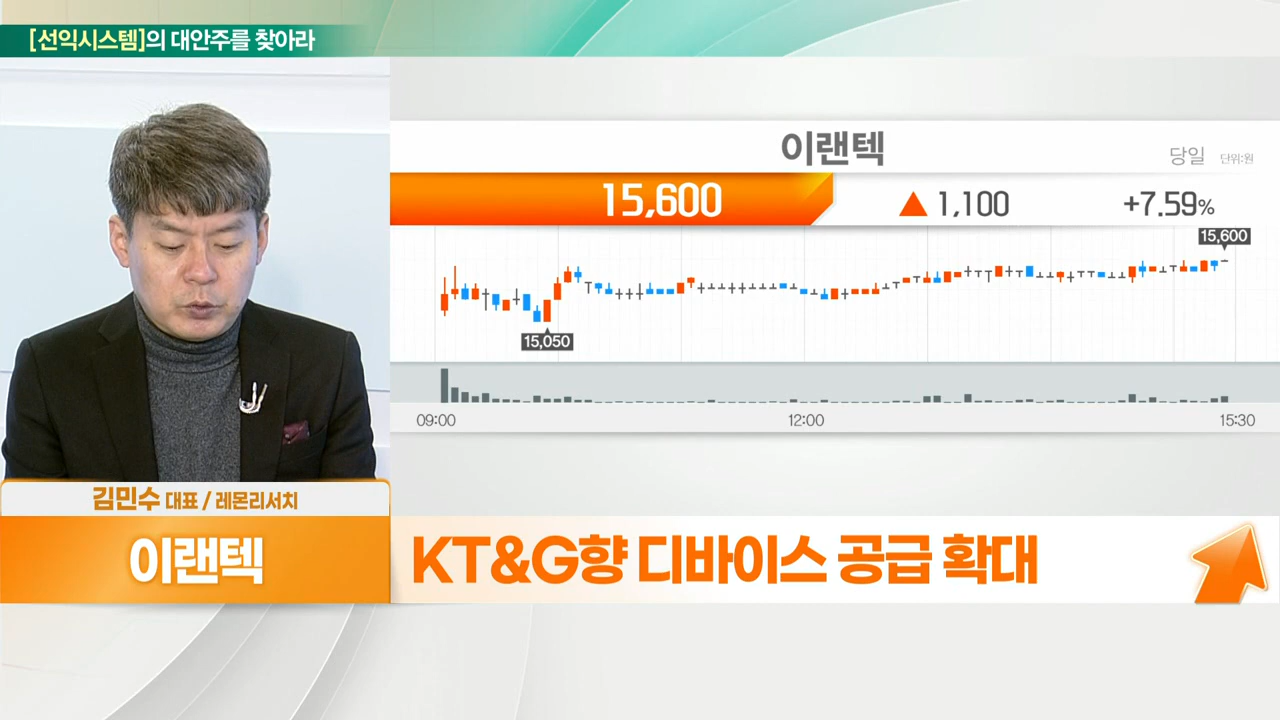 [선익시스템]의 대안주를 찾아라
이랜텍
당일 단위:원
15,600 ▲ 1,100 +7.59%
15,600
15,050
09:00 12:00 15:30
김민수 대표 / 레몬리서치
이랜텍
KT&G향 디바이스 공급 확대